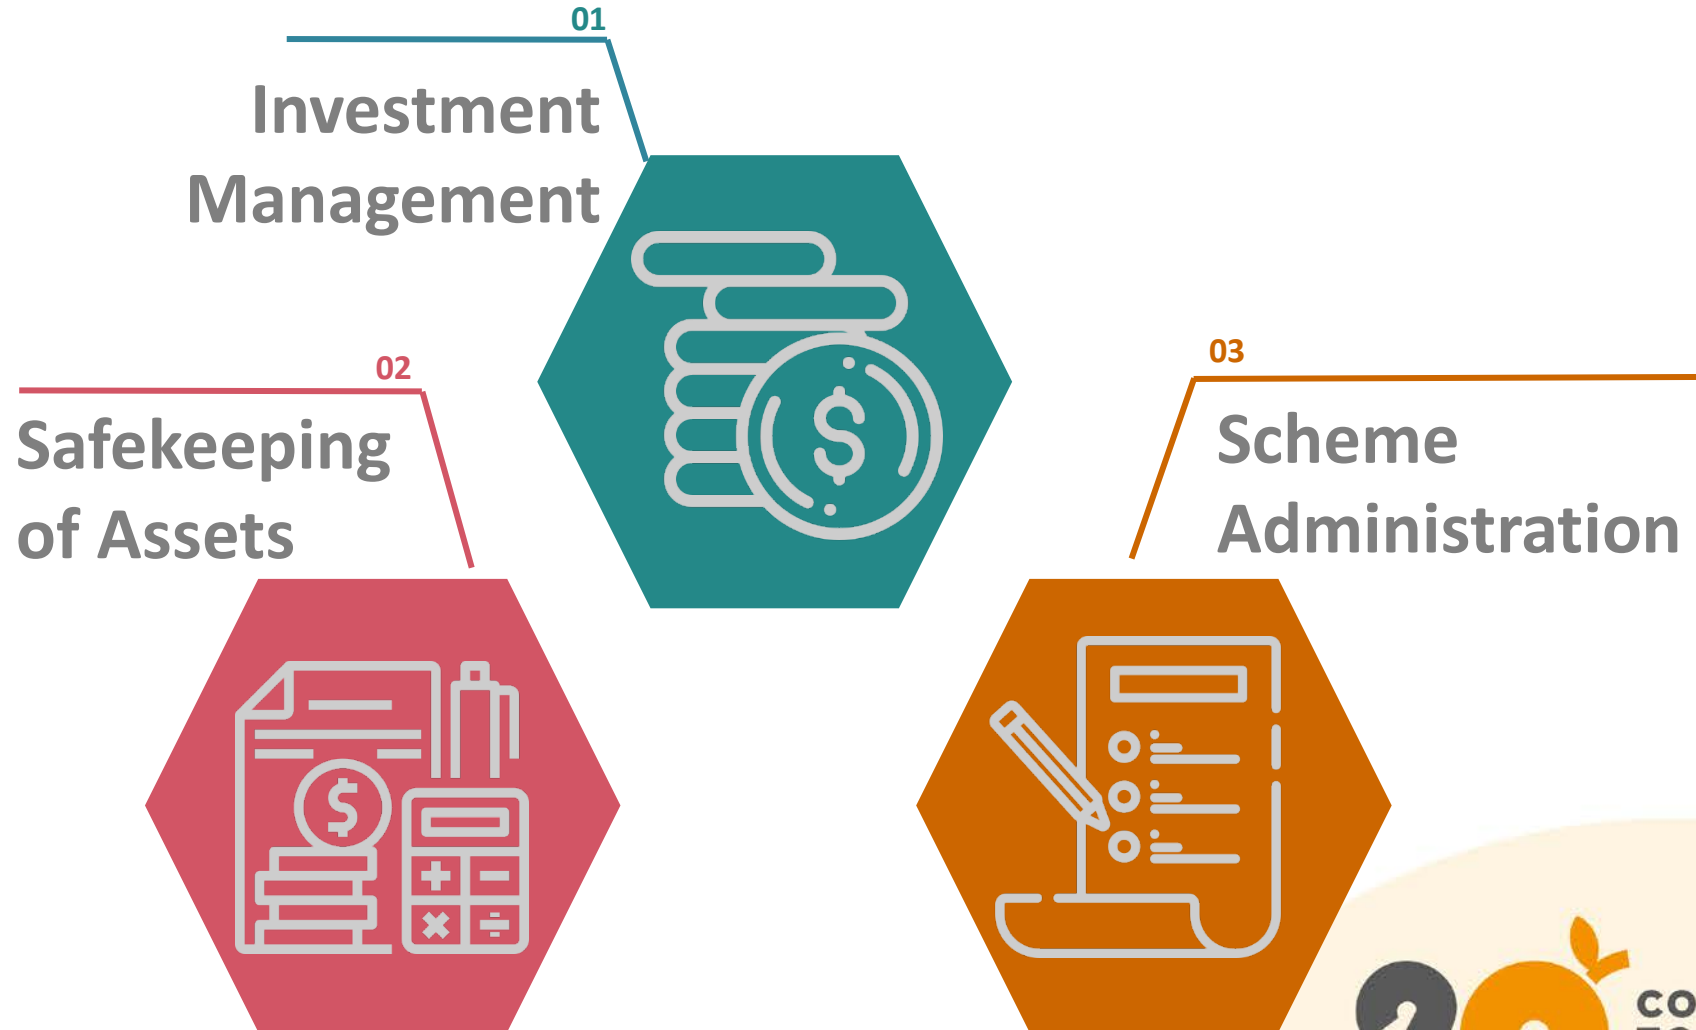 01
Investment
Management
02
Safekeeping
of Assets
03
Scheme
Administration